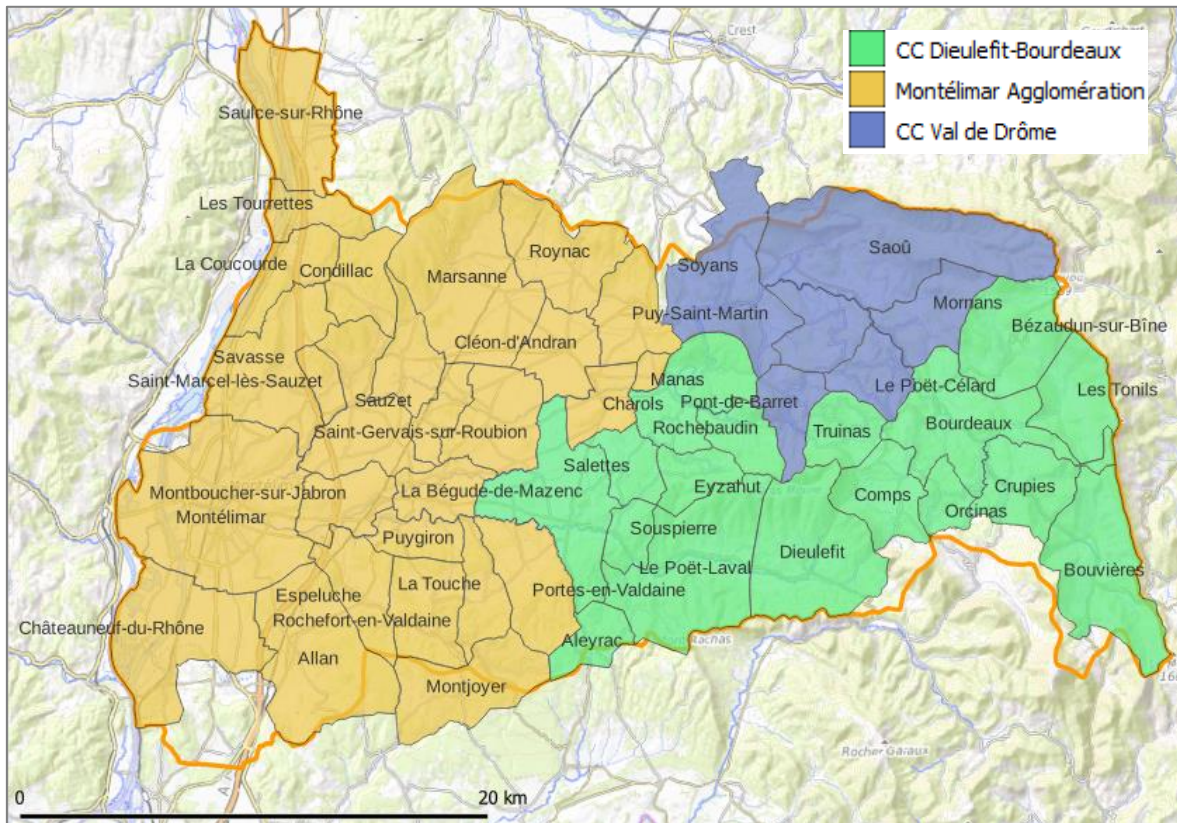 Crest
CC Dieulefit-Bourdeaux
Montélimar Agglomération
CC Val de Drôme
Saulce-sur-Rhône
Les Tourrettes
La Coucourde
Condillac
Marsanne
Roynac
Soyans
Saoû
Puy-Saint-Martin
Mornans
Bézaudun-sur-Bîne
Cléon-d'Andran
Savasse
Saint-Marcel-lès-Sauzet
Manas
Le Poët-Célard
Les Tonils
Sauzet
Charols
Pont-de-Barret
Rochebaudin
Truinas
Bourdeaux
Saint-Gervais-sur-Roubion
Salettes
Montboucher-sur-Jabron
La Bégude-de-Mazenc
Eyzahut
Comps
Crupies
Orcinas
Montélimar
Souspierre
Puygiron
Dieulefit
Le Poët-Laval
Bouvières
La Touche
Portes-en-Valdaine
Espeluche
Rochefort-en-Valdaine
Châteauneuf-du-Rhône
Aleyrac
Allan
Montjoyer
Rocher Garaux
0
20 km